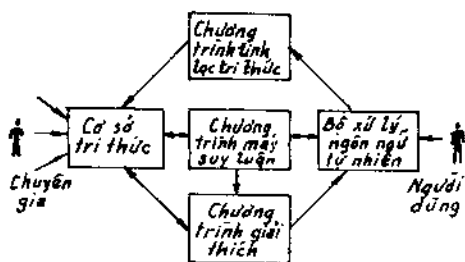 Chương
trình tinh
lọc tri thức
Cơ sở
tri thức
Chương
trình máy
suy luận
Bộ xử lý
ngôn ngữ
tự nhiên
Chuyên
gia
Người
dùng
Chương
trình giải
thích